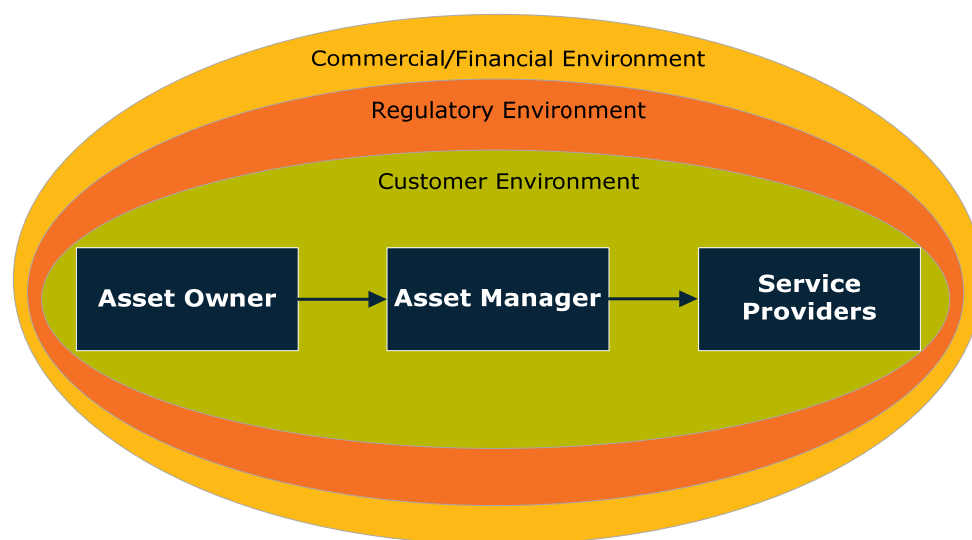 Commercial/Financial Environment
Regulatory Environment
Customer Environment
Asset Owner
Asset Manager
Service
Providers